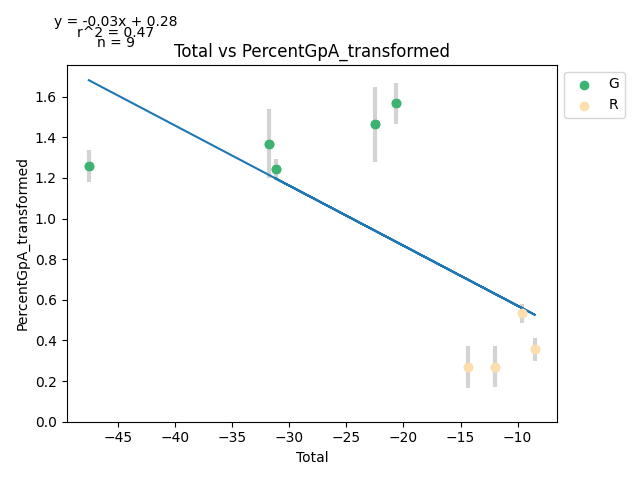 y = -0.03x + 0.28
r^2 = 0.47
n = 9
Total vs PercentGpA_transformed
G
R
PercentGpA_transformed
1.6
1.4
1.2
1.0
0.8
0.6
0.4
0.2
0.0
−45 −40 −35 −30 −25 −20 −15 −10
Total